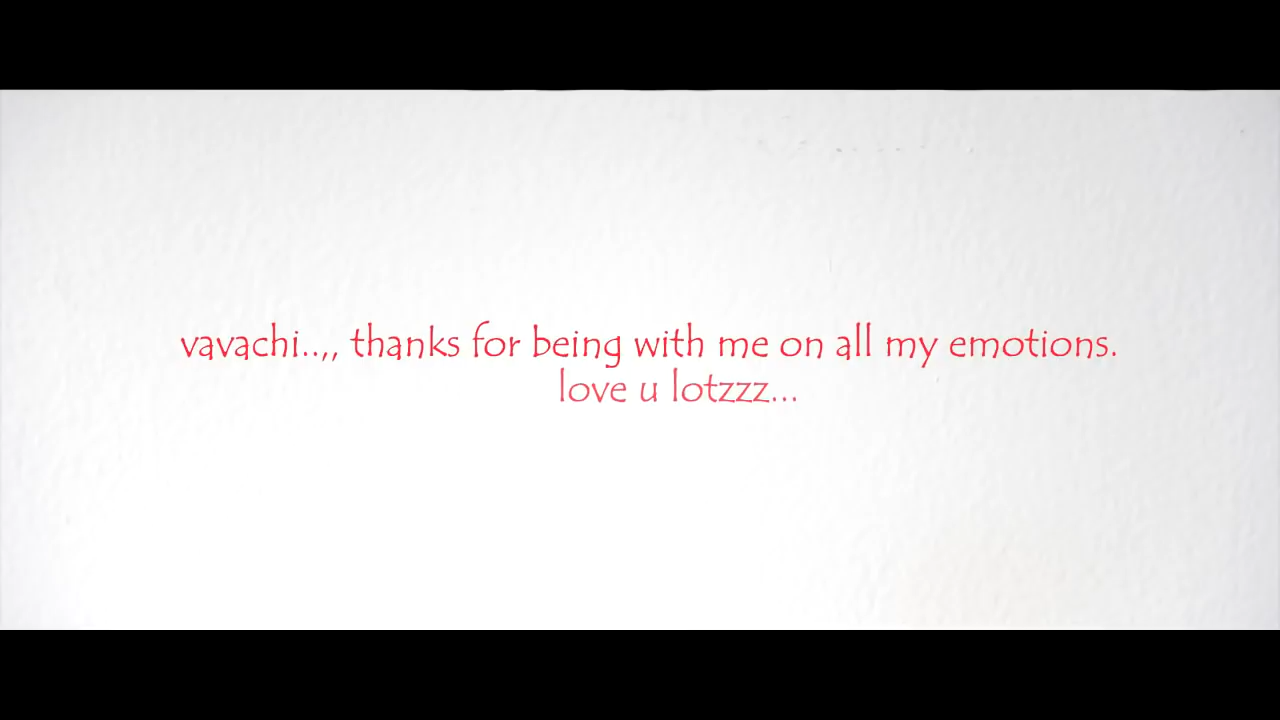 vavachi..,, thanks for being with me on all my emotions.
love u lotzzz...